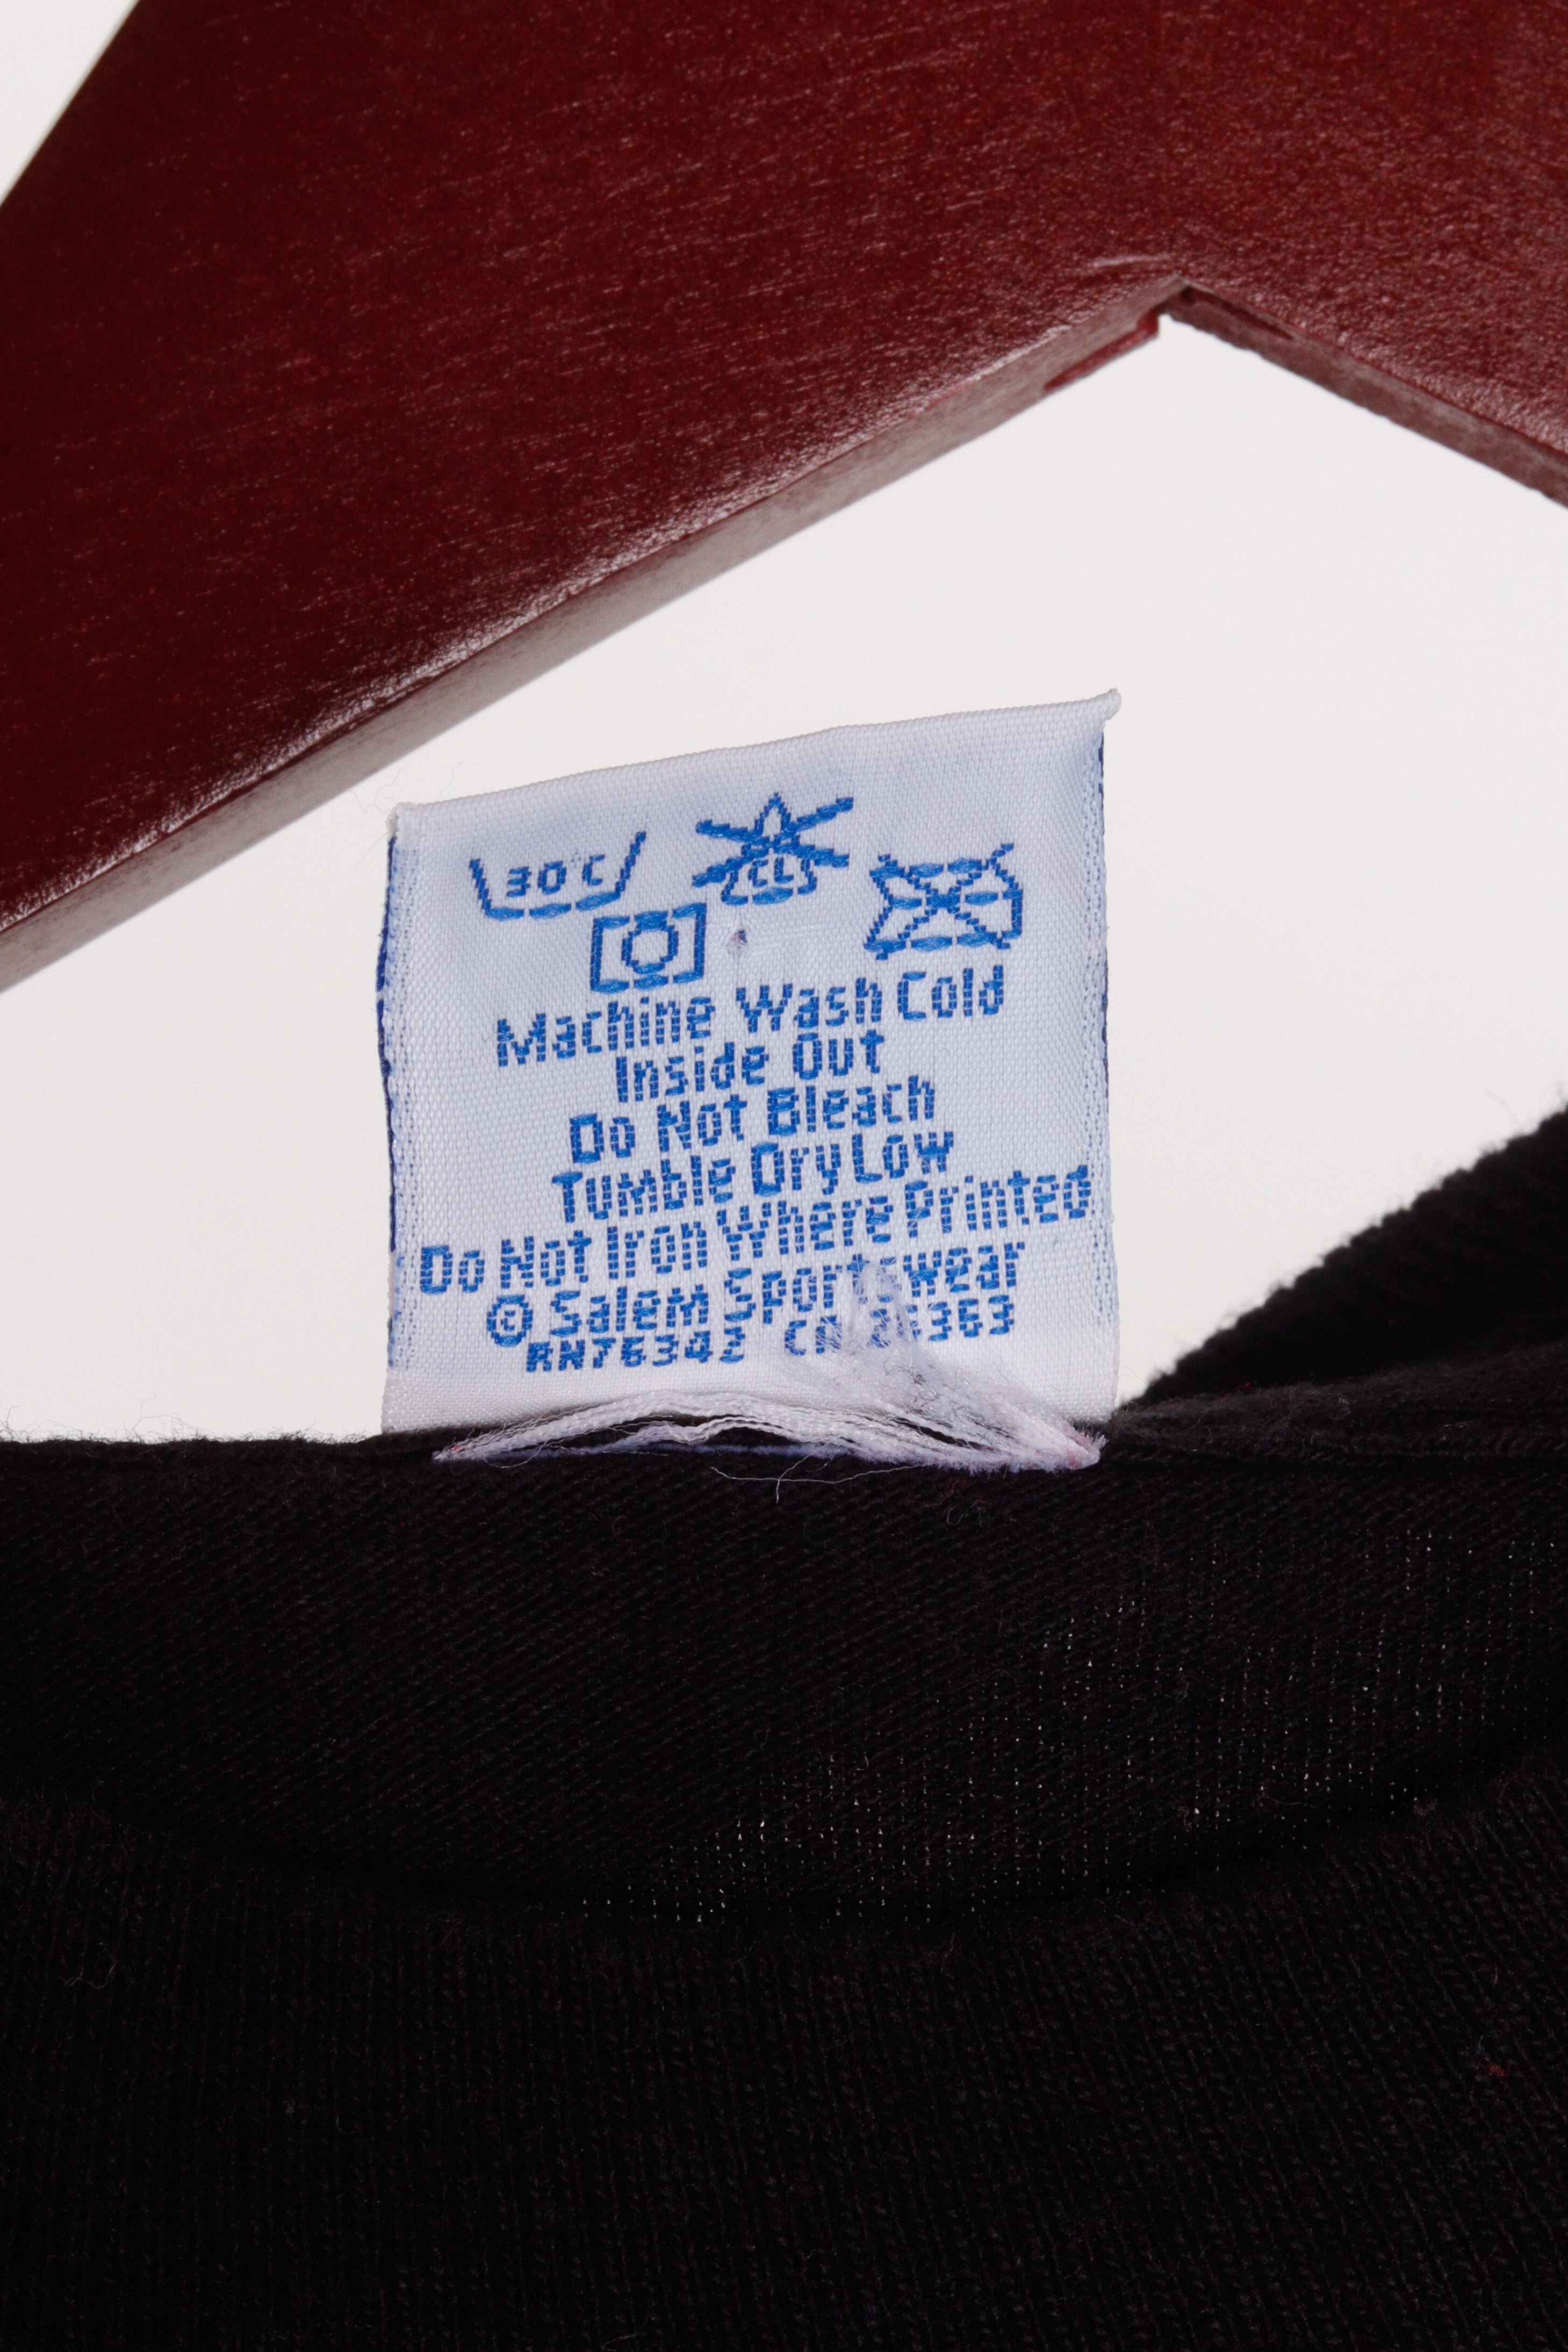 30°C
CL
Machine Wash Cold
Inside Out
Do Not Bleach
Tumble Dry Low
Do Not Iron Where Printed
© Salem Sportswear
RN76342